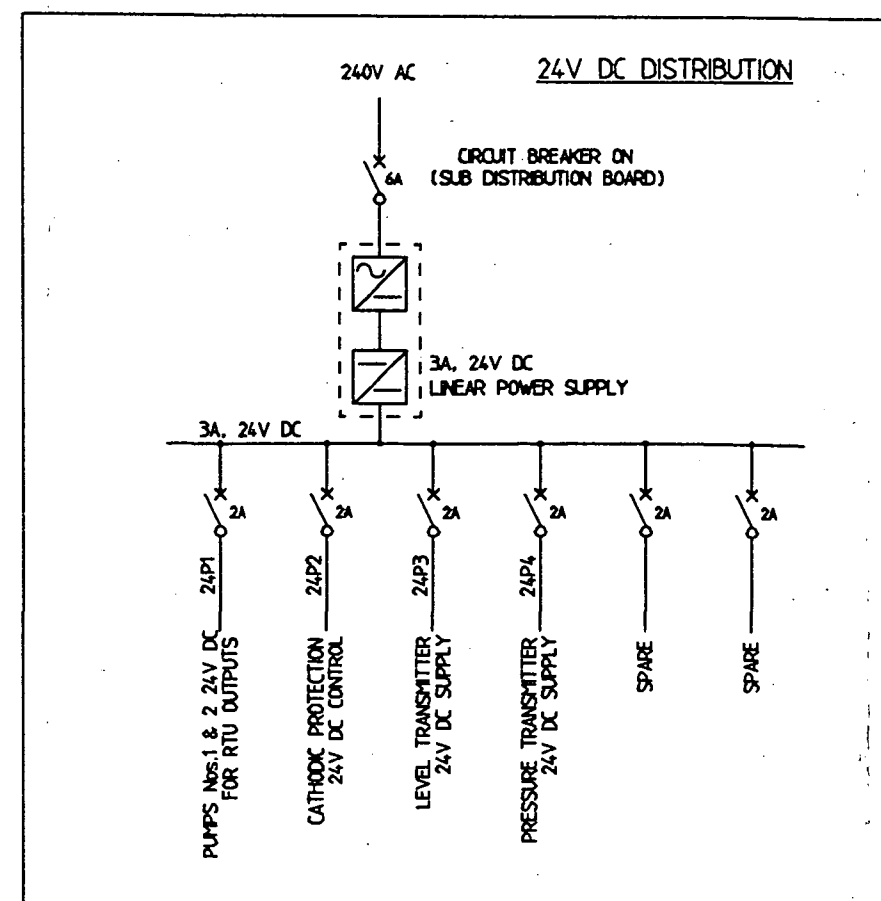 240V AC
24V DC DISTRIBUTION
CIRCUIT BREAKER ON
(SUB DISTRIBUTION BOARD)
6A
3A, 24V DC
LINEAR POWER SUPPLY
3A, 24V DC
2A
2A
2A
2A
2A
2A
24P1
24P2
24P3
24P4
PUMPS Nos.1 & 2 24V DC
FOR RTU OUTPUTS
CATHODIC PROTECTION
24V DC CONTROL
LEVEL TRANSMITTER
24V DC SUPPLY
PRESSURE TRANSMITTER
24V DC SUPPLY
SPARE
SPARE